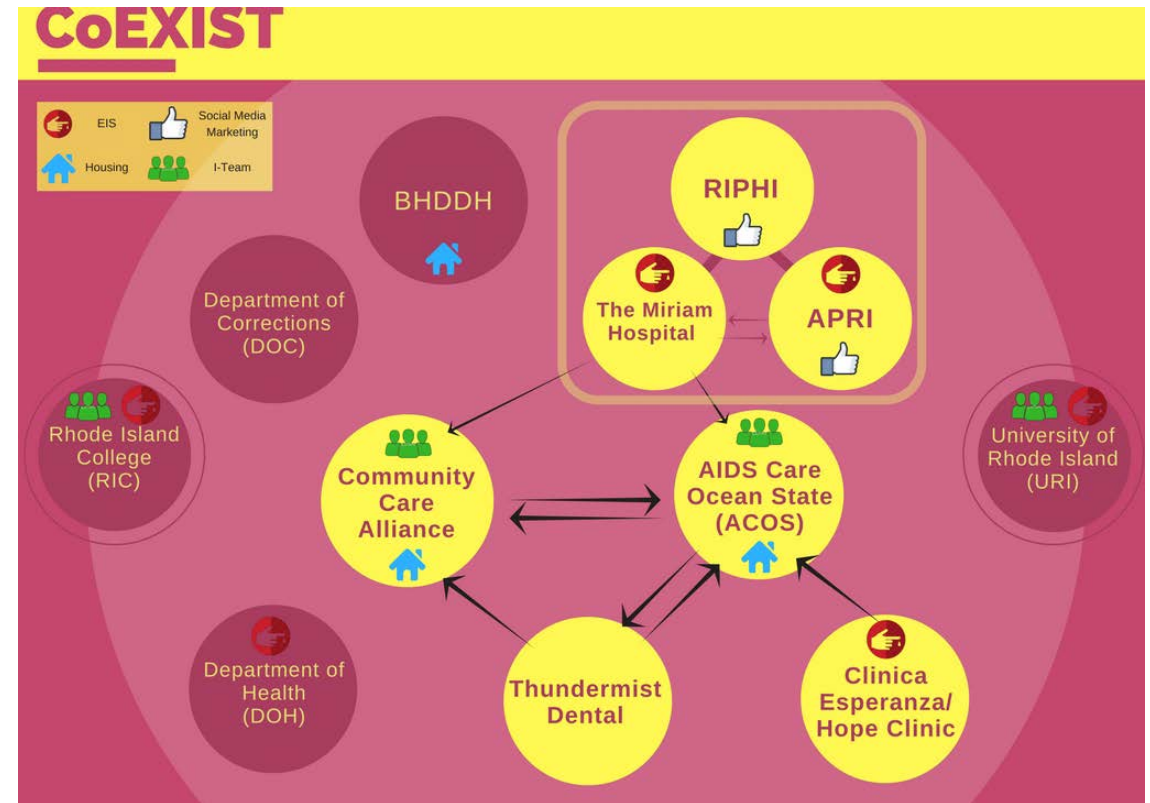 CoEXIST
EIS
Social Media
Marketing
Housing
I-Team
BHDDH
RIPHI
Department of
Corrections
(DOC)
The Miriam
Hospital
APRI
Rhode Island
College
(RIC)
Community
Care
Alliance
AIDS Care
Ocean State
(ACOS)
University of
Rhode Island
(URI)
Department of
Health
(DOH)
Thundermist
Dental
Clinica
Esperanza/
Hope Clinic